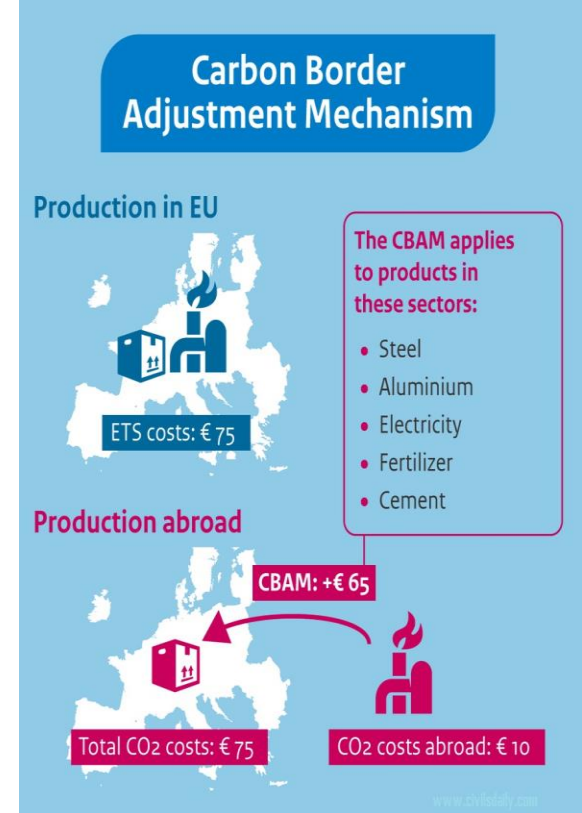 Carbon Border
Adjustment Mechanism
Production in EU
ETS costs: € 75
The CBAM applies
to products in
these sectors:
• Steel
• Aluminium
• Electricity
• Fertilizer
• Cement
Production abroad
CBAM: +€ 65
Total CO2 costs: € 75
CO2 costs abroad: € 10
www.civilsdaily.com